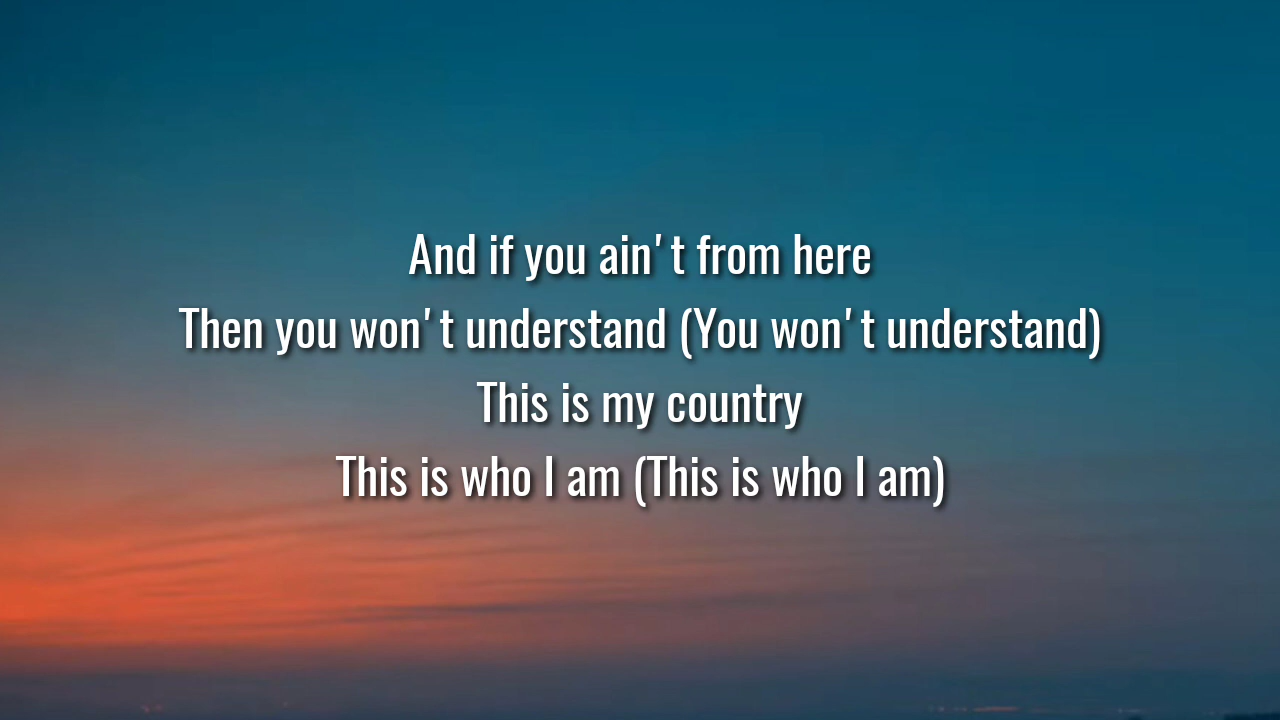 And if you ain't from here
Then you won't understand (You won't understand)
This is my country
This is who I am (This is who I am)